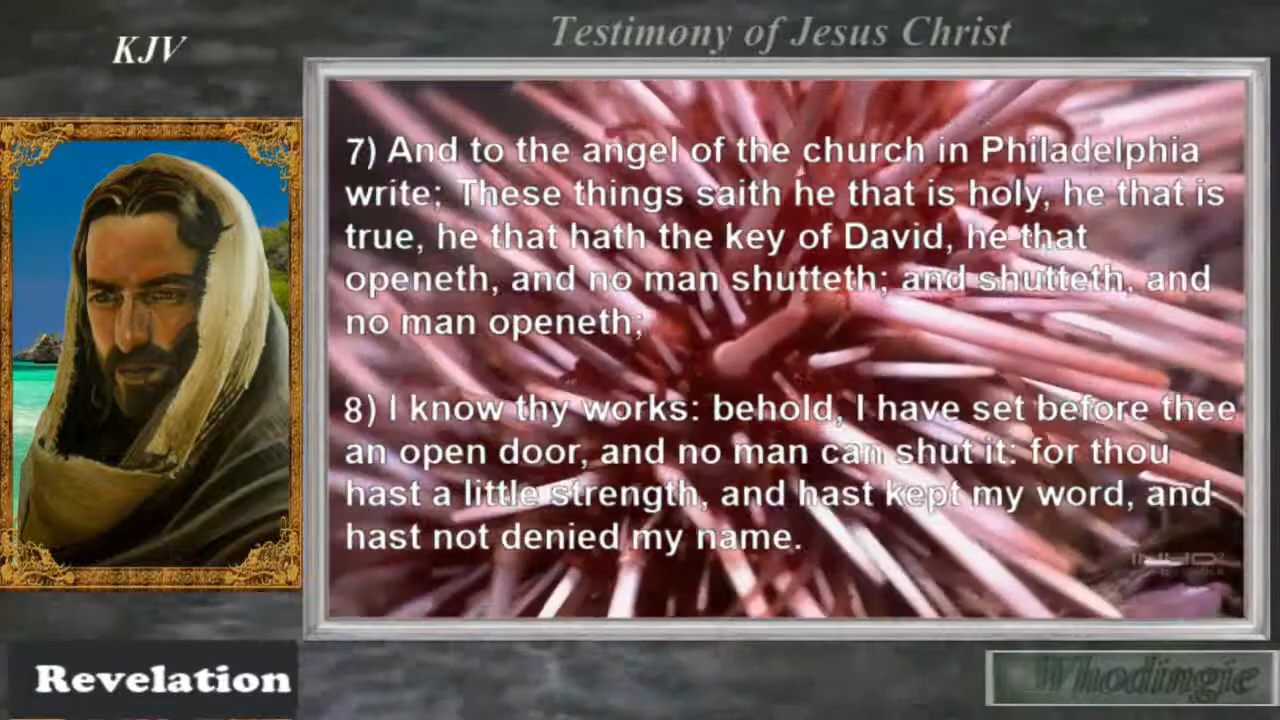 KJV
Testimony of Jesus Christ
7) And to the angel of the church in Philadelphia
write; These things saith he that is holy, he that is
true, he that hath the key of David, he that
openeth, and no man shutteth; and shutteth, and
no man openeth;
8) I know thy works: behold, I have set before thee
an open door, and no man can shut it: for thou
hast a little strength, and hast kept my word, and
hast not denied my name.
Revelation
Whodingie